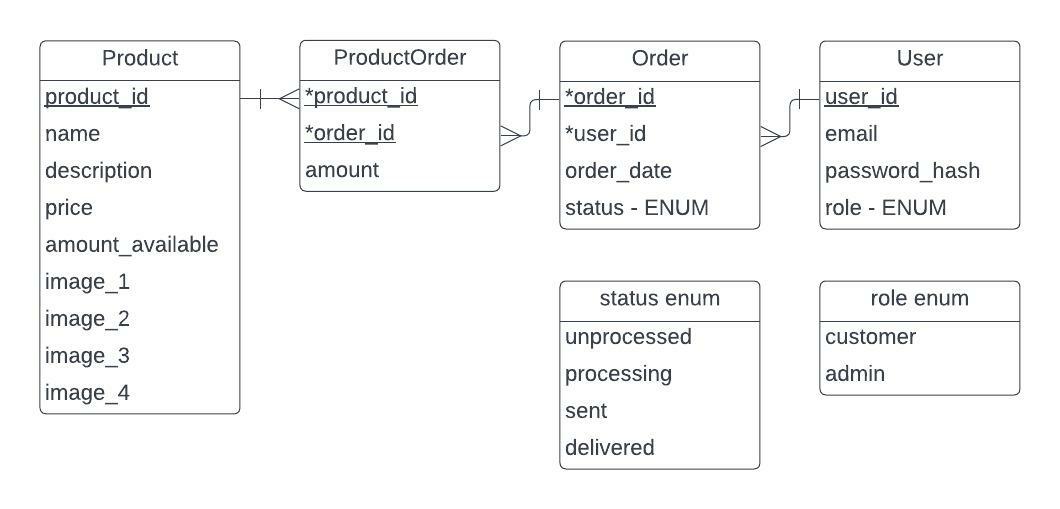 Product
product_id
name
description
price
amount_available
image_1
image_2
image_3
image_4
ProductOrder
*product_id
*order_id
amount
Order
*order_id
*user_id
order_date
status - ENUM
User
user_id
email
password_hash
role - ENUM
status enum
unprocessed
processing
sent
delivered
role enum
customer
admin